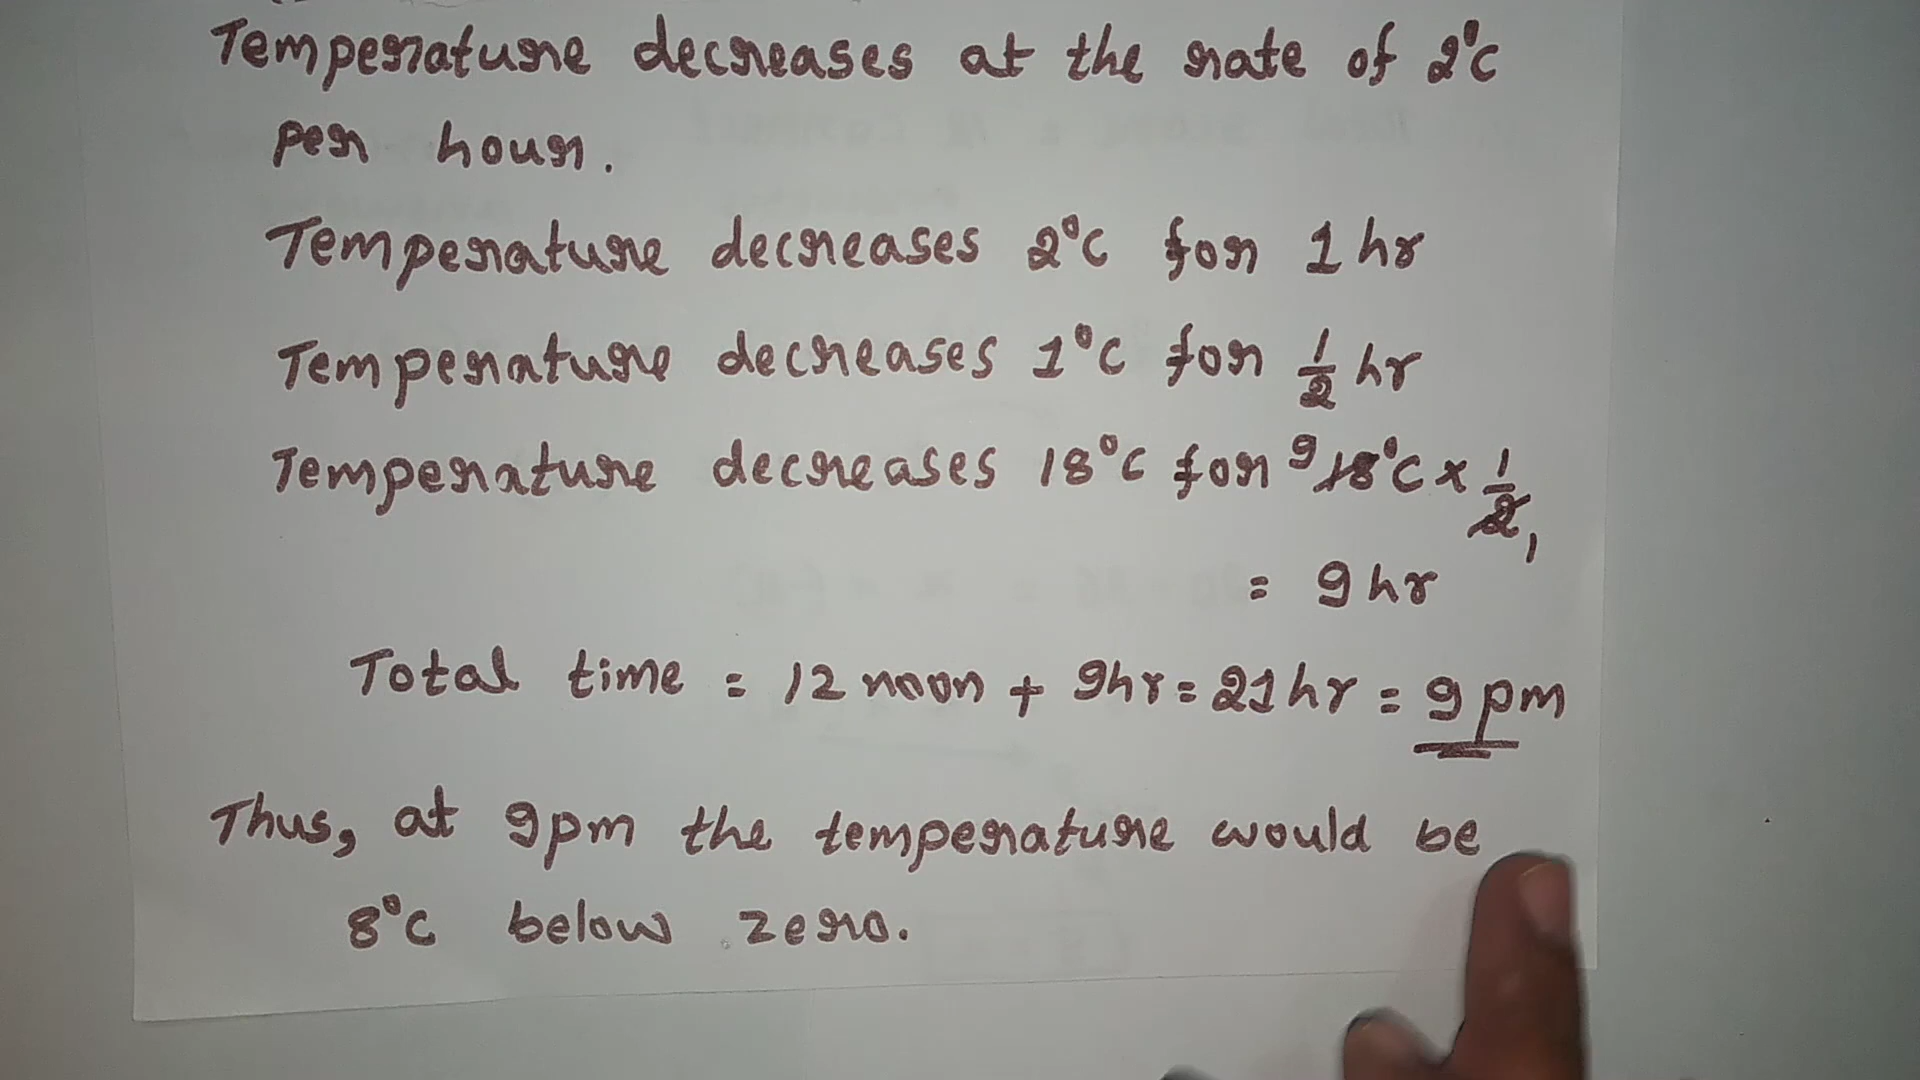 Temperature decreases at the rate of 2°C
per hour.
Temperature decreases 2°C for 1 hr
Temperature decreases 1°C for 1/2 hr
Temperature decreases 18°C for 9 18°C x 1/2 1
= 9 hr
Total time = 12 noon + 9hr = 21 hr = 9 pm
Thus, at 9pm the temperature would be
8°C below zero.